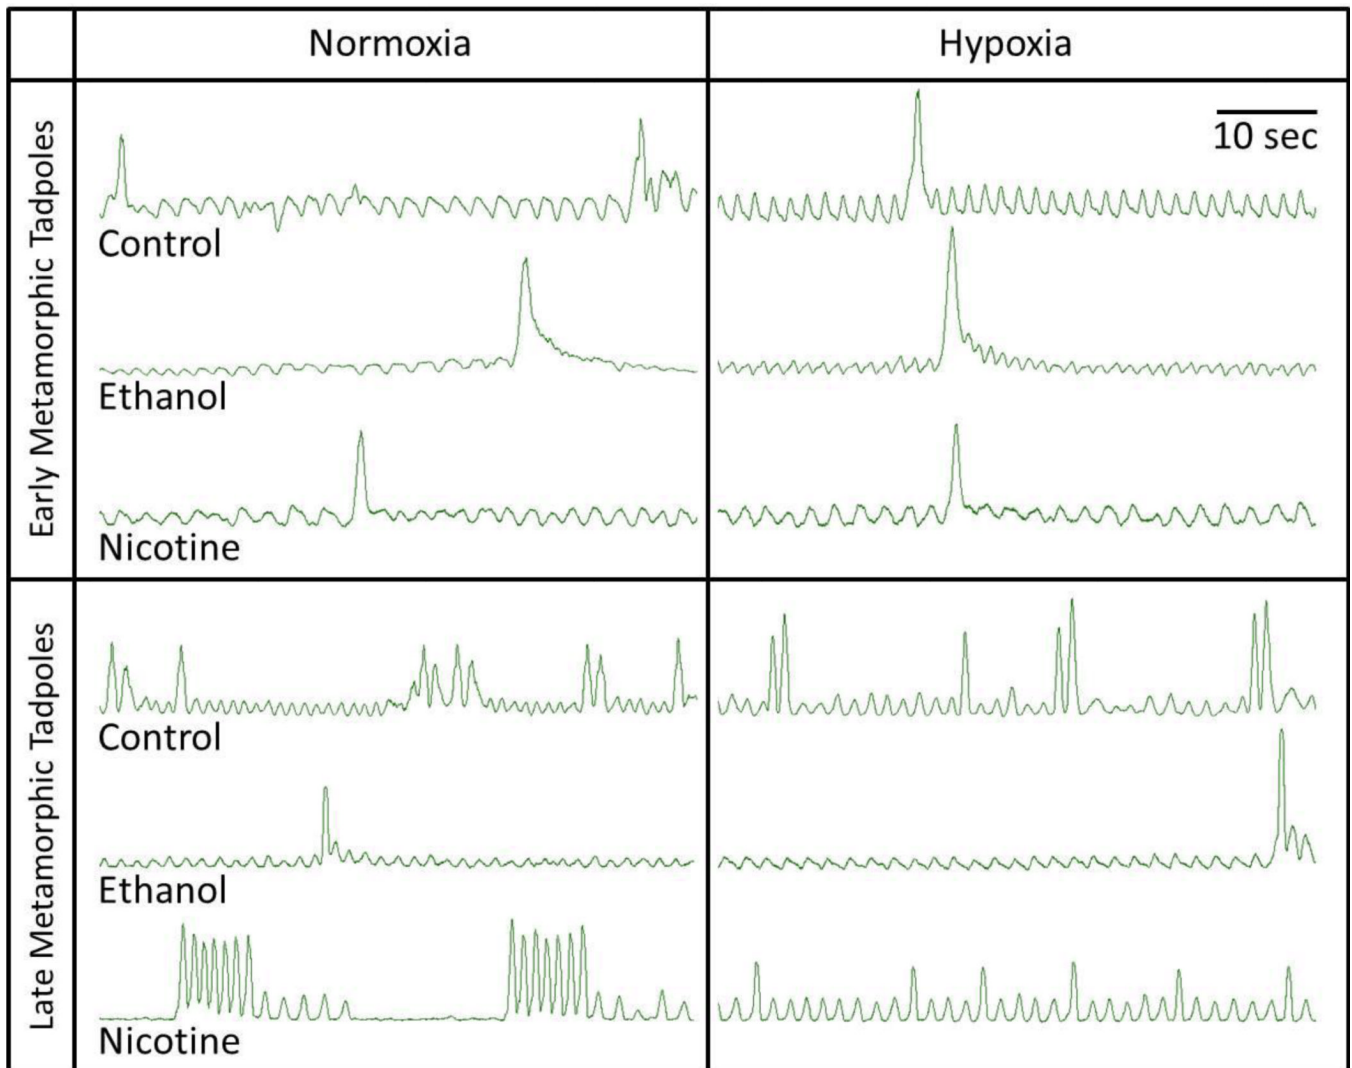 Normoxia
Hypoxia
Early Metamorphic Tadpoles
10 sec
Control
Ethanol
Nicotine
Late Metamorphic Tadpoles
Control
Ethanol
Nicotine